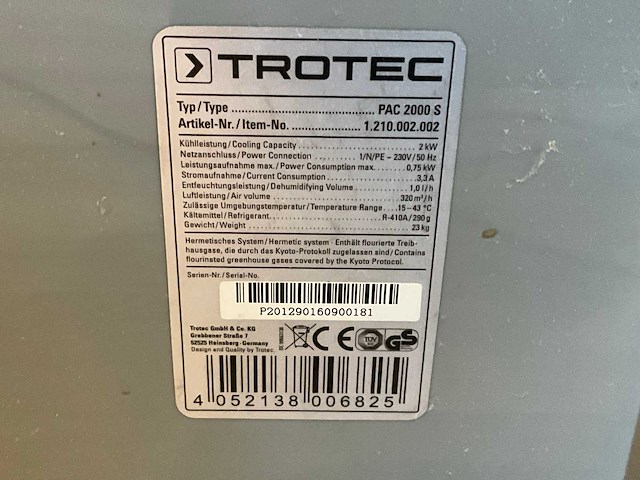 TROTEC
Typ/Type ........................ PAC 2000 S
Artikel-Nr./Item-No. ............... 1.210.002.002
Kühlleistung/Cooling Capacity ........................ 2 kW
Netzanschluss/Power Connection ........... 1/N/PE~230V/50 Hz
Leistungsaufnahme max./Power Consumption max. ........ 0,75 kW
Stromaufnahme/Current Consumption .................... 3,3 A
Entfeuchtungsleistung/Dehumidifying Volume ............ 1,0 l/h
Luftleistung/Air volume ............................ 320 m³/h
Zulässige Umgebungstemperatur/Temperature Range .... 15-43 °C
Kältemittel/Refrigerant ........................ R-410A/290 g
Gewicht/Weight ...................................... 23 kg
Hermetisches System/Hermetic system · Enthält flourierte Treib-
hausgase, die durch das Kyoto-Protokoll zugelassen sind/Contains
flourinsted greenhouse gases covered by the Kyoto Protocol.
Serien-Nr./Serial-No.
P201290160900181
Trotec GmbH & Co. KG
Grebbener Straße 7
52525 Heinsberg · Germany
Design and Quality by Trotec.
CE
TÜV
GS
4 052138 006825